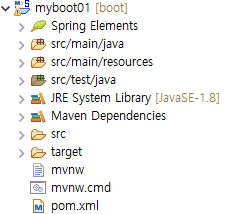 myboot01 [boot]
Spring Elements
src/main/java
src/main/resources
src/test/java
JRE System Library [JavaSE-1.8]
Maven Dependencies
src
target
mvnw
mvnw.cmd
pom.xml